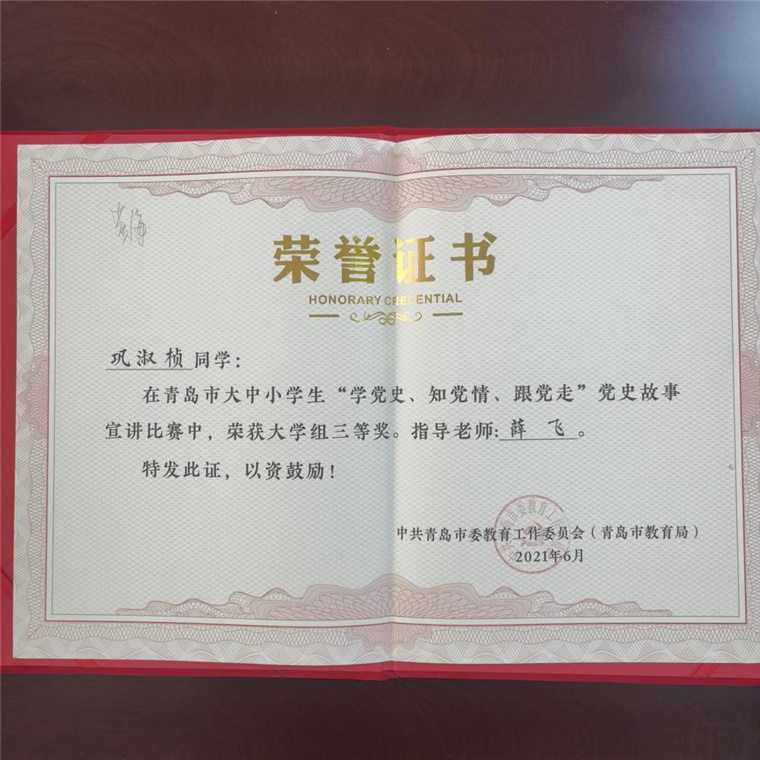 荣誉证书
HONORARY CREDENTIAL
巩淑桢同学：
在青岛市大中小学生“学党史、知党情、跟党走”党史故事
宣讲比赛中，荣获大学组三等奖。指导老师:薛飞。
特发此证，以资鼓励！
中共青岛市委教育工作委员会（青岛市教育局）
2021年6月